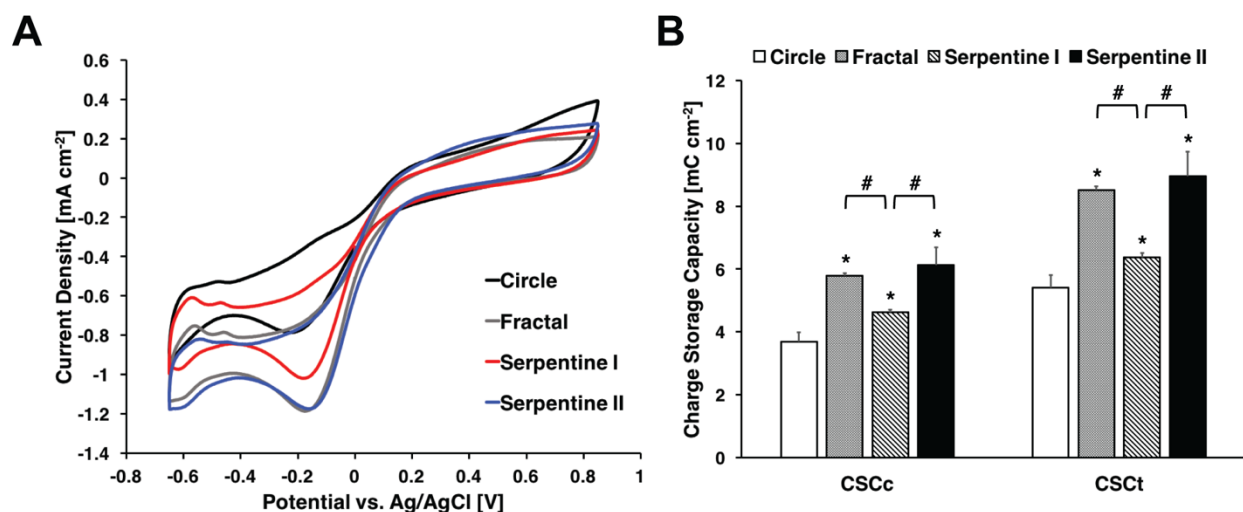 A
0.6
0.4
0.2
0
-0.2
-0.4
-0.6
-0.8
-1
-1.2
-1.4
Current Density [mA cm⁻²]
-0.8 -0.6 -0.4 -0.2 0 0.2 0.4 0.6 0.8 1
Potential vs. Ag/AgCl [V]
Circle
Fractal
Serpentine I
Serpentine II
B
Circle Fractal Serpentine I Serpentine II
12
10
8
6
4
2
0
Charge Storage Capacity [mC cm⁻²]
# #
* * *
# #
* * *
CSCc CSCt